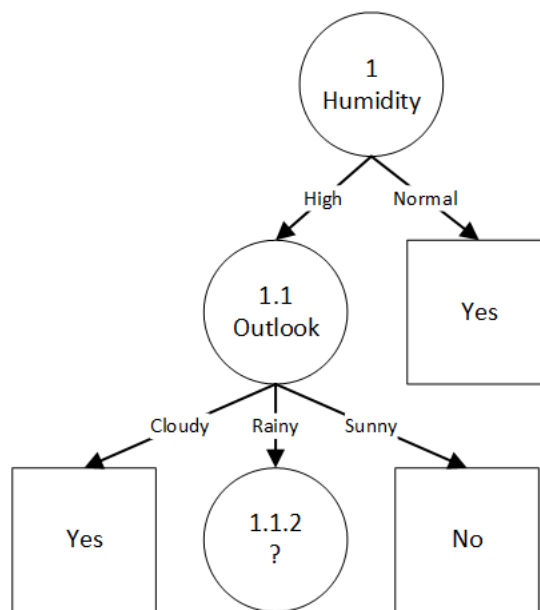 1
Humidity
High
Normal
1.1
Outlook
Yes
Cloudy
Rainy
Sunny
Yes
1.1.2
?
No